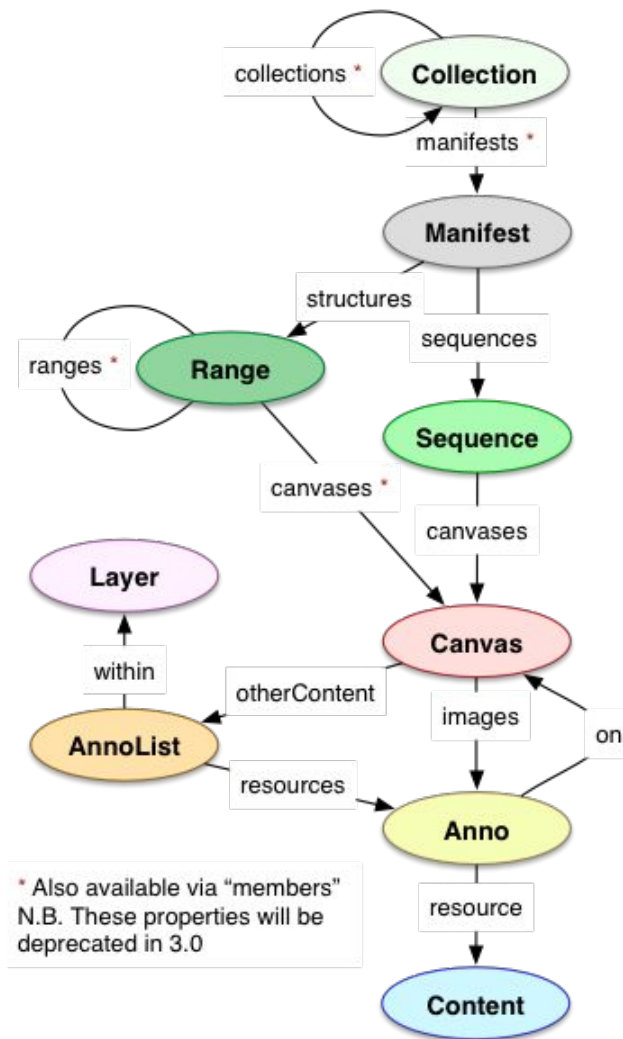 Collection
collections *
manifests *
Manifest
structures
sequences
ranges *
Range
Sequence
canvases *
canvases
Layer
Canvas
within
otherContent
images
on
AnnoList
resources
Anno
* Also available via “members”
N.B. These properties will be
deprecated in 3.0
resource
Content